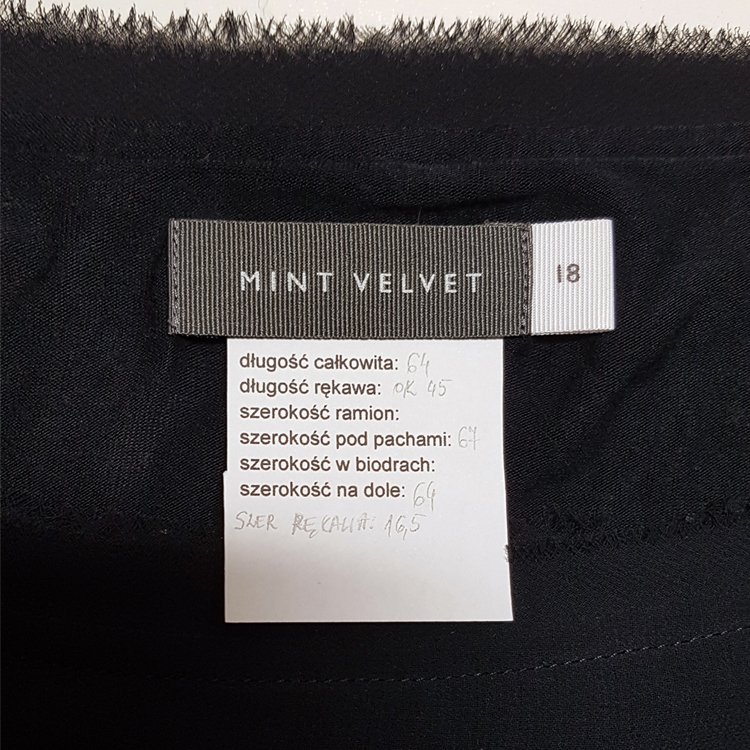 MINT VELVET 18
długość całkowita: 64
długość rękawa: OK 45
szerokość ramion:
szerokość pod pachami: 67
szerokość w biodrach:
szerokość na dole: 64
SZER RĘKAWA: 16,5